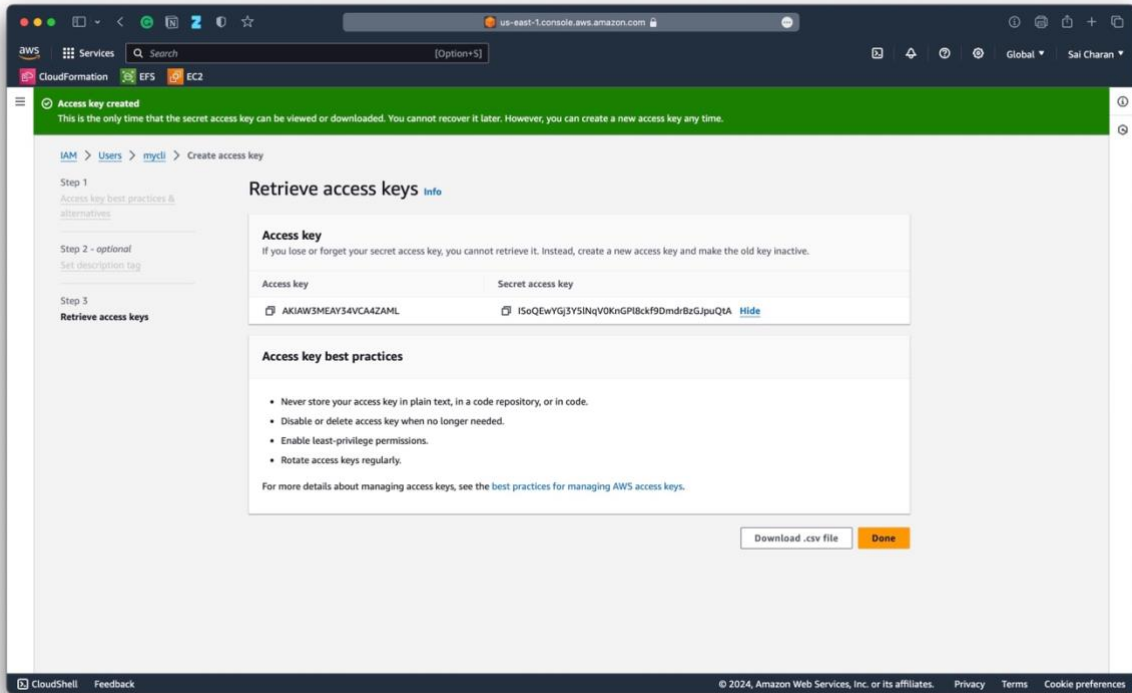 us-east-1.console.aws.amazon.com
aws
Services
Search
[Option+S]
Global
Sai Charan
CloudFormation
EFS
EC2
Access key created
This is the only time that the secret access key can be viewed or downloaded. You cannot recover it later. However, you can create a new access key any time.
IAM > Users > mycli > Create access key
Step 1
Access key best practices &
alternatives
Step 2 - optional
Set description tag
Step 3
Retrieve access keys
Retrieve access keys Info
Access key
If you lose or forget your secret access key, you cannot retrieve it. Instead, create a new access key and make the old key inactive.
Access key
Secret access key
AKIAW3MEAY34VCA4ZAML
Hide
Access key best practices
• Never store your access key in plain text, in a code repository, or in code.
• Disable or delete access key when no longer needed.
• Enable least-privilege permissions.
• Rotate access keys regularly.
For more details about managing access keys, see the best practices for managing AWS access keys.
Download .csv file
Done
CloudShell
Feedback
© 2024, Amazon Web Services, Inc. or its affiliates.
Privacy
Terms
Cookie preferences